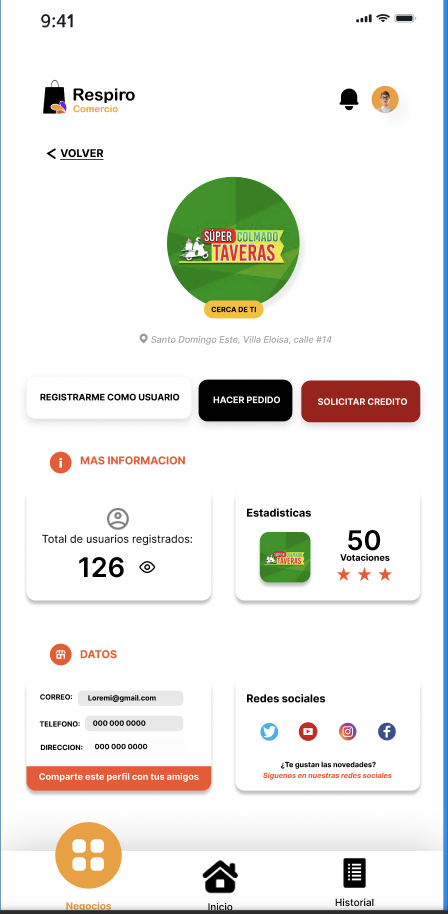 9:41
Respiro
Comercio
< VOLVER
SÚPER COLMADO
TAVERAS
CERCA DE TI
Santo Domingo Este, Villa Eloisa, calle #14
REGISTRARME COMO USUARIO
HACER PEDIDO
SOLICITAR CREDITO
MAS INFORMACION
Total de usuarios registrados:
126
Estadisticas
SÚPER COLMADO
TAVERAS
50
Votaciones
DATOS
CORREO: Loremi@gmail.com
TELEFONO: 000 000 0000
DIRECCION: 000 000 0000
Comparte este perfil con tus amigos
Redes sociales
¿Te gustan las novedades?
Siguenos en nuestras redes sociales
Negocios
Inicio
Historial